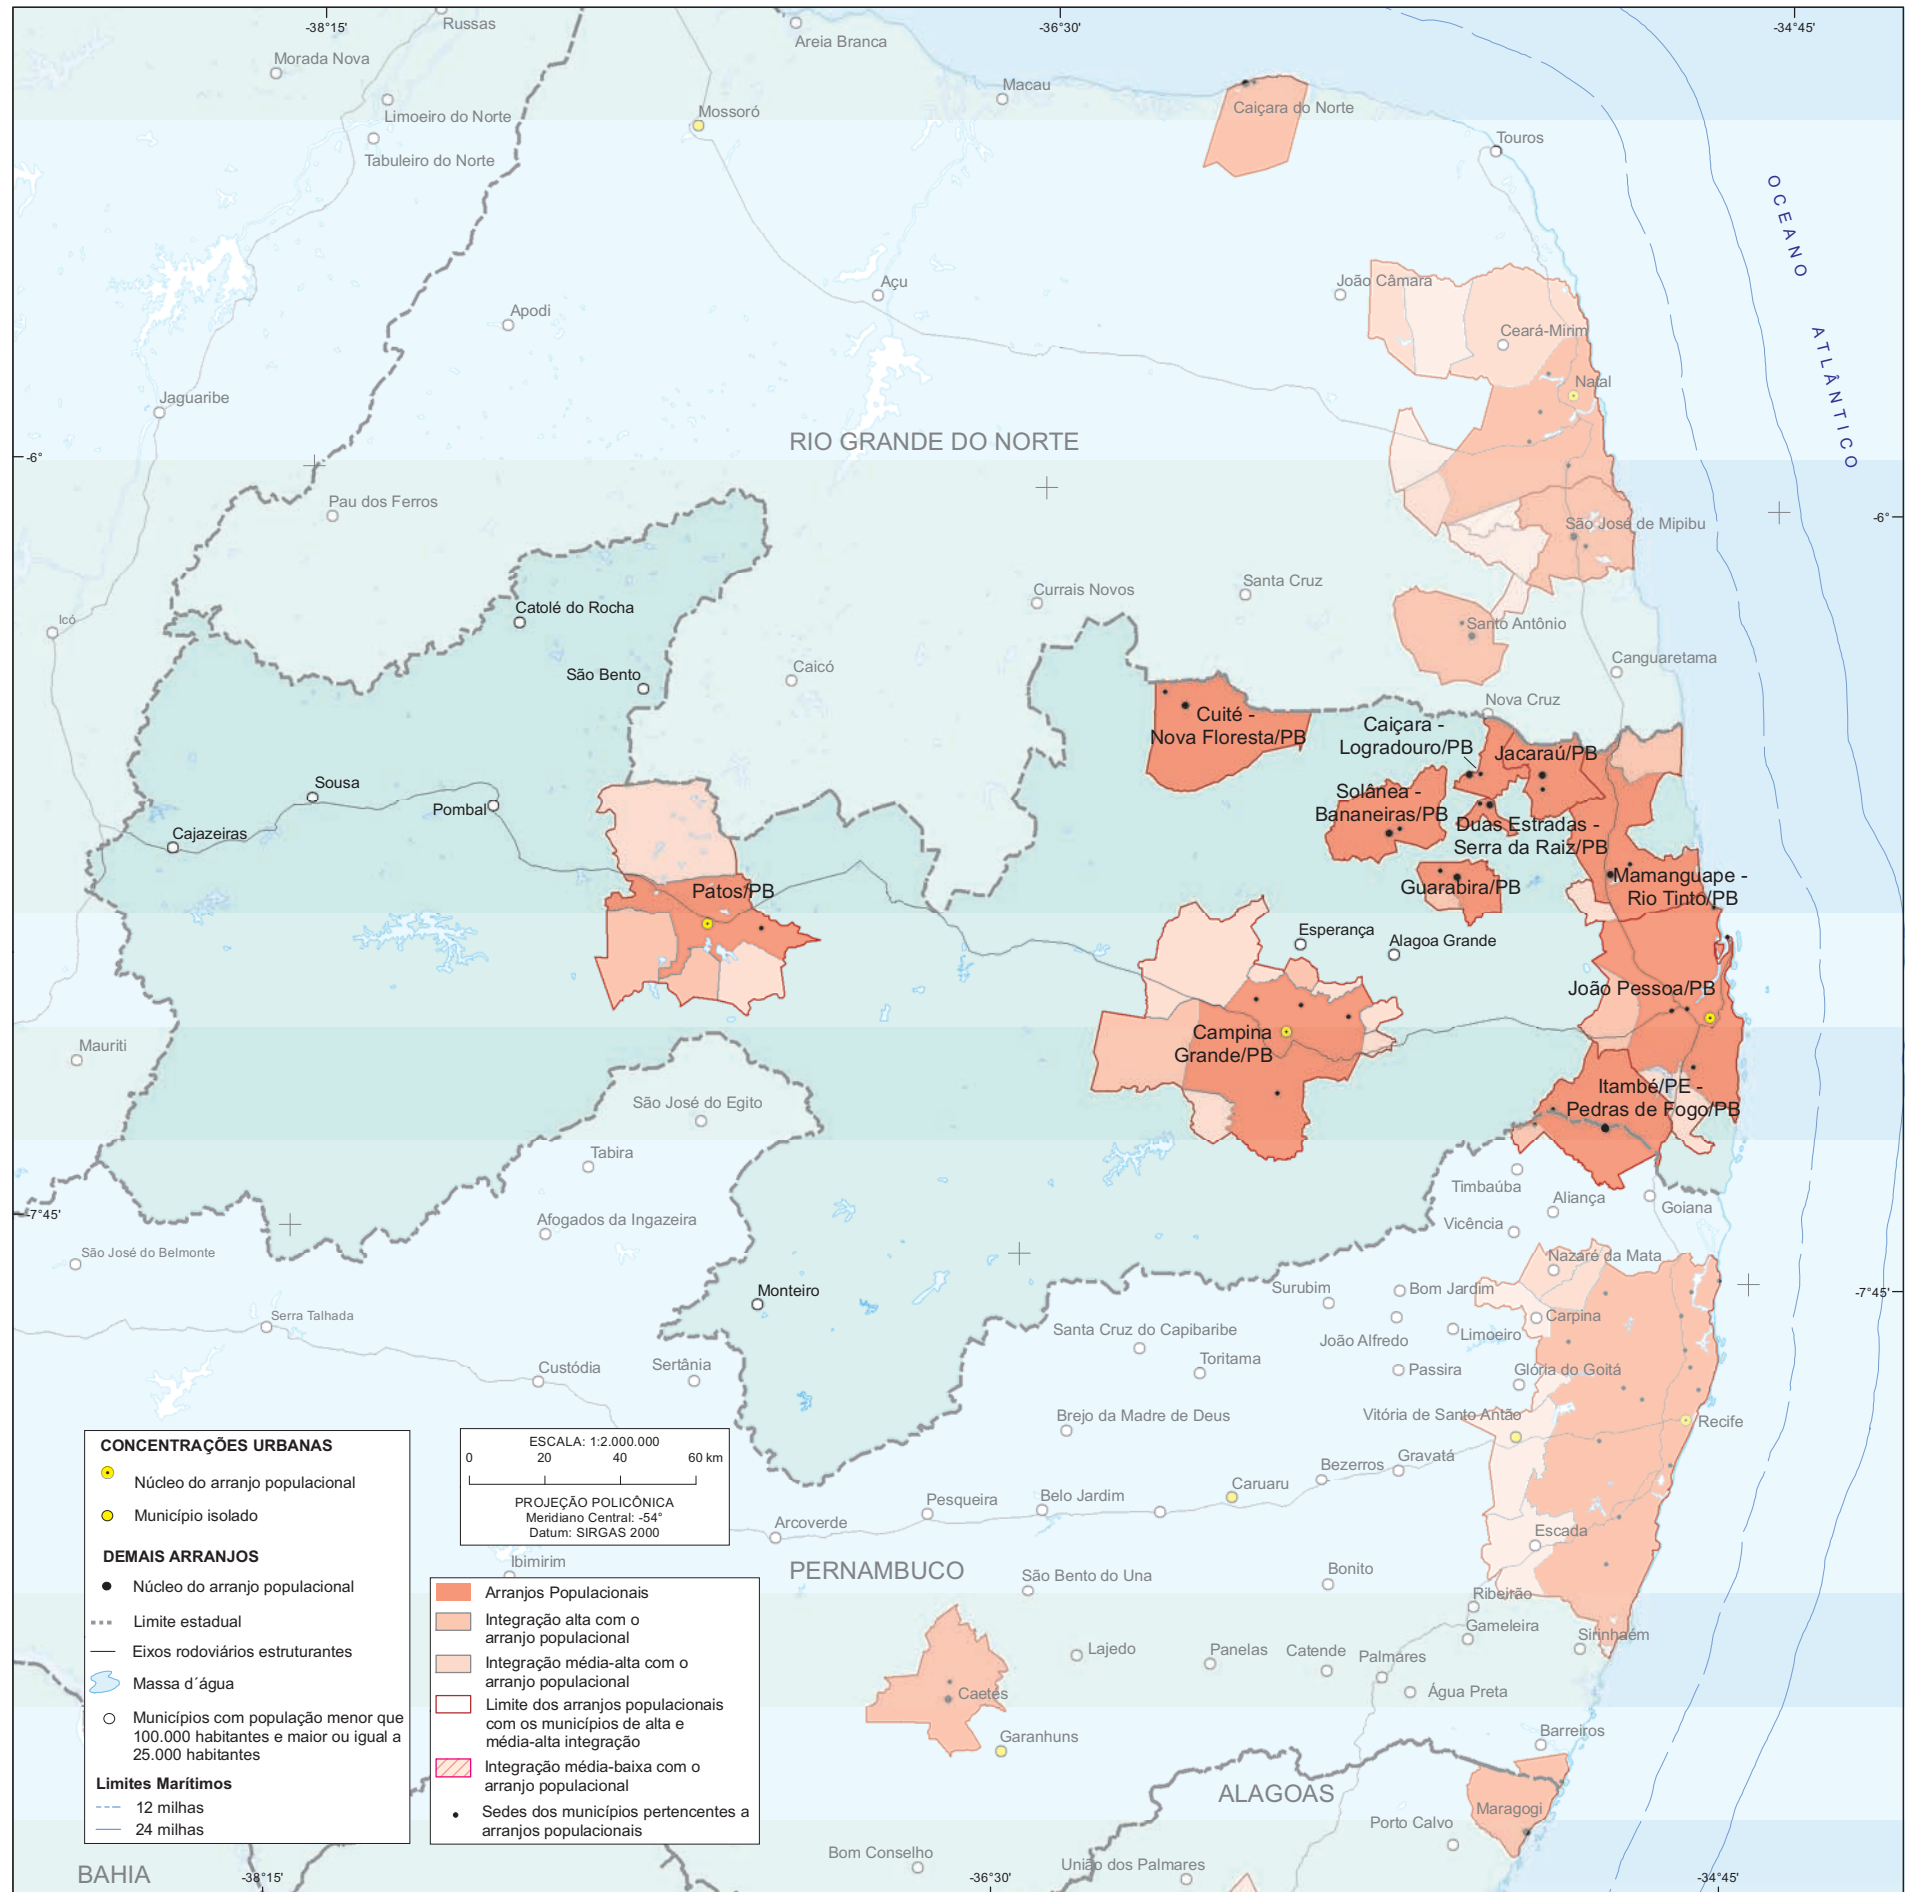 -38°15'
-36°30'
-34°45'
Russas
Areia Branca
Morada Nova
Macau
Limoeiro do Norte
Mossoró
Caiçara do Norte
Tabuleiro do Norte
Touros
OCEANO ATLÂNTICO
João Câmara
Açu
Apodi
Ceará-Mirim
Natal
Jaguaribe
RIO GRANDE DO NORTE
-6°
Pau dos Ferros
-6°
São José de Mipibu
Santa Cruz
Currais Novos
Catolé do Rocha
Icó
Santo Antônio
Canguaretama
Caicó
São Bento
Nova Cruz
Cuité -
Nova Floresta/PB
Caiçara -
Logradouro/PB
Jacaraú/PB
Sousa
Pombal
Solânea -
Bananeiras/PB
Duas Estradas -
Serra da Raiz/PB
Cajazeiras
Patos/PB
Guarabira/PB
Mamanguape -
Rio Tinto/PB
Esperança
Alagoa Grande
João Pessoa/PB
Campina
Grande/PB
Mauriti
Itambé/PE -
Pedras de Fogo/PB
São José do Egito
Tabira
Timbaúba
Aliança
Goiana
-7°45'
Afogados da Ingazeira
Vicência
São José do Belmonte
Nazaré da Mata
-7°45'
Monteiro
Surubim
Bom Jardim
Serra Talhada
Carpina
Santa Cruz do Capibaribe
João Alfredo
Limoeiro
Toritama
Custódia
Sertânia
Passira
Glória do Goitá
Brejo da Madre de Deus
Vitória de Santo Antão
Recife
Gravatá
Bezerros
Caruaru
Pesqueira
Belo Jardim
Arcoverde
Escada
Ibimirim
PERNAMBUCO
São Bento do Una
Bonito
Ribeirão
Gameleira
Sirinhaém
Lajedo
Panelas
Catende
Palmares
Água Preta
Caetés
Garanhuns
Barreiros
ALAGOAS
Maragogi
Porto Calvo
Bom Conselho
União dos Palmares
BAHIA
-38°15'
-36°30'
-34°45'
CONCENTRAÇÕES URBANAS
Núcleo do arranjo populacional
Município isolado
DEMAIS ARRANJOS
Núcleo do arranjo populacional
Limite estadual
Eixos rodoviários estruturantes
Massa d´água
Municípios com população menor que
100.000 habitantes e maior ou igual a
25.000 habitantes
Limites Marítimos
12 milhas
24 milhas
ESCALA: 1:2.000.000
0 20 40 60 km
PROJEÇÃO POLICÔNICA
Meridiano Central: -54°
Datum: SIRGAS 2000
Arranjos Populacionais
Integração alta com o
arranjo populacional
Integração média-alta com o
arranjo populacional
Limite dos arranjos populacionais
com os municípios de alta e
média-alta integração
Integração média-baixa com o
arranjo populacional
Sedes dos municípios pertencentes a
arranjos populacionais